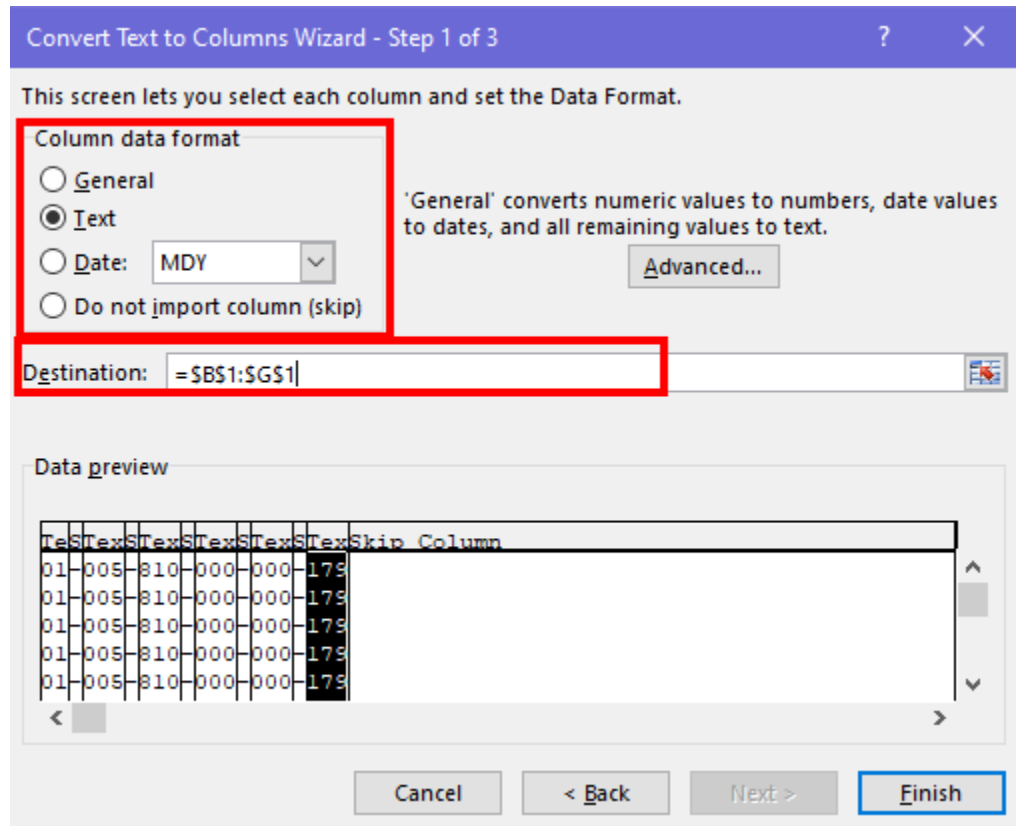 Convert Text to Columns Wizard - Step 1 of 3 ?
This screen lets you select each column and set the Data Format.
Column data format
General
Text
Date: MDY
Do not import column (skip)
'General' converts numeric values to numbers, date values
to dates, and all remaining values to text.
Advanced...
Destination: =$B$1:$G$1
Data preview
TeSTexSTexSTexSTexSTexSkip Column
01-005-810-000-000-179
01-005-810-000-000-179
01-005-810-000-000-179
01-005-810-000-000-179
01-005-810-000-000-179
Cancel < Back Next > Finish